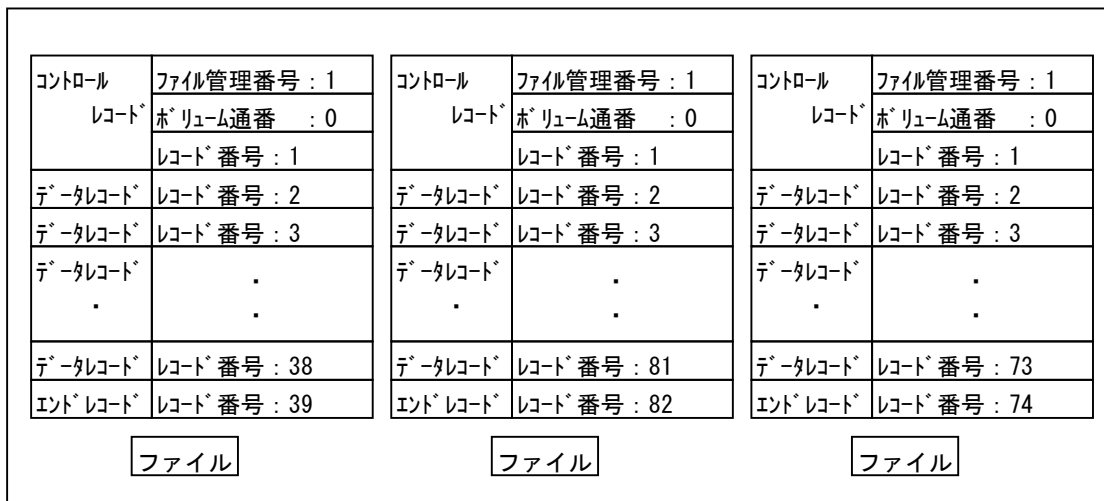 コントロール ファイル管理番号：1
レコード ボリューム通番 ：0
レコード番号：1
データレコード レコード番号：2
データレコード レコード番号：3
データレコード ・
・ ・
データレコード レコード番号：38
エンドレコード レコード番号：39
ファイル
コントロール ファイル管理番号：1
レコード ボリューム通番 ：0
レコード番号：1
データレコード レコード番号：2
データレコード レコード番号：3
データレコード ・
・ ・
データレコード レコード番号：81
エンドレコード レコード番号：82
ファイル
コントロール ファイル管理番号：1
レコード ボリューム通番 ：0
レコード番号：1
データレコード レコード番号：2
データレコード レコード番号：3
データレコード ・
・ ・
データレコード レコード番号：73
エンドレコード レコード番号：74
ファイル